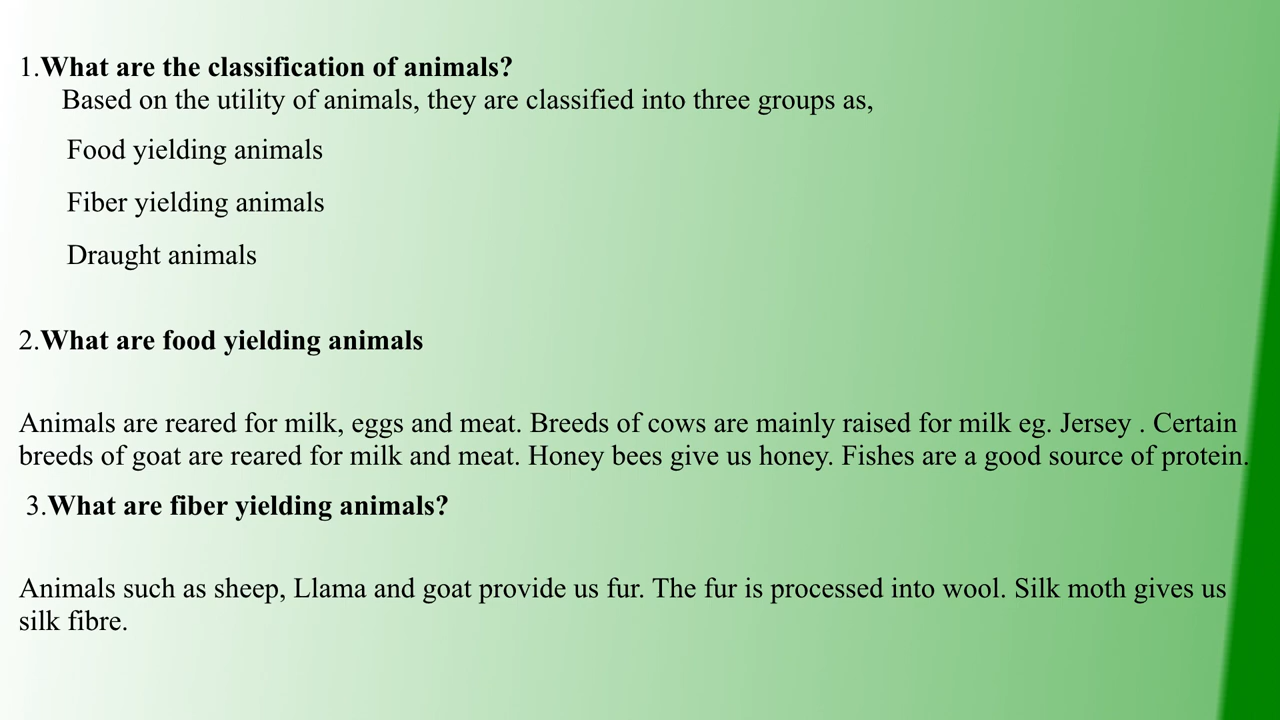 1.What are the classification of animals?
Based on the utility of animals, they are classified into three groups as,
Food yielding animals
Fiber yielding animals
Draught animals
2.What are food yielding animals
Animals are reared for milk, eggs and meat. Breeds of cows are mainly raised for milk eg. Jersey . Certain
breeds of goat are reared for milk and meat. Honey bees give us honey. Fishes are a good source of protein.
3.What are fiber yielding animals?
Animals such as sheep, Llama and goat provide us fur. The fur is processed into wool. Silk moth gives us
silk fibre.